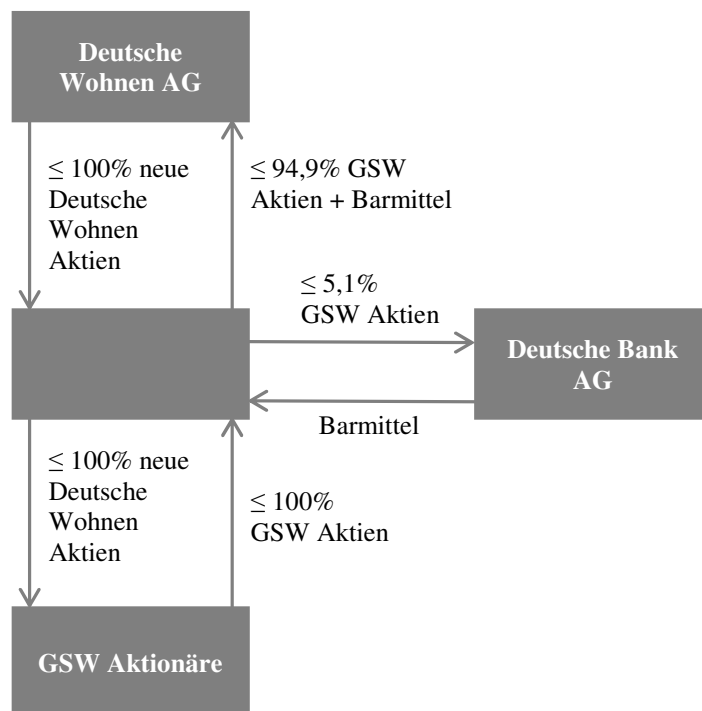 Deutsche
Wohnen AG
≤ 100% neue
Deutsche
Wohnen
Aktien
≤ 94,9% GSW
Aktien + Barmittel
≤ 5,1%
GSW Aktien
Deutsche Bank
AG
Barmittel
≤ 100% neue
Deutsche
Wohnen
Aktien
≤ 100%
GSW Aktien
GSW Aktionäre